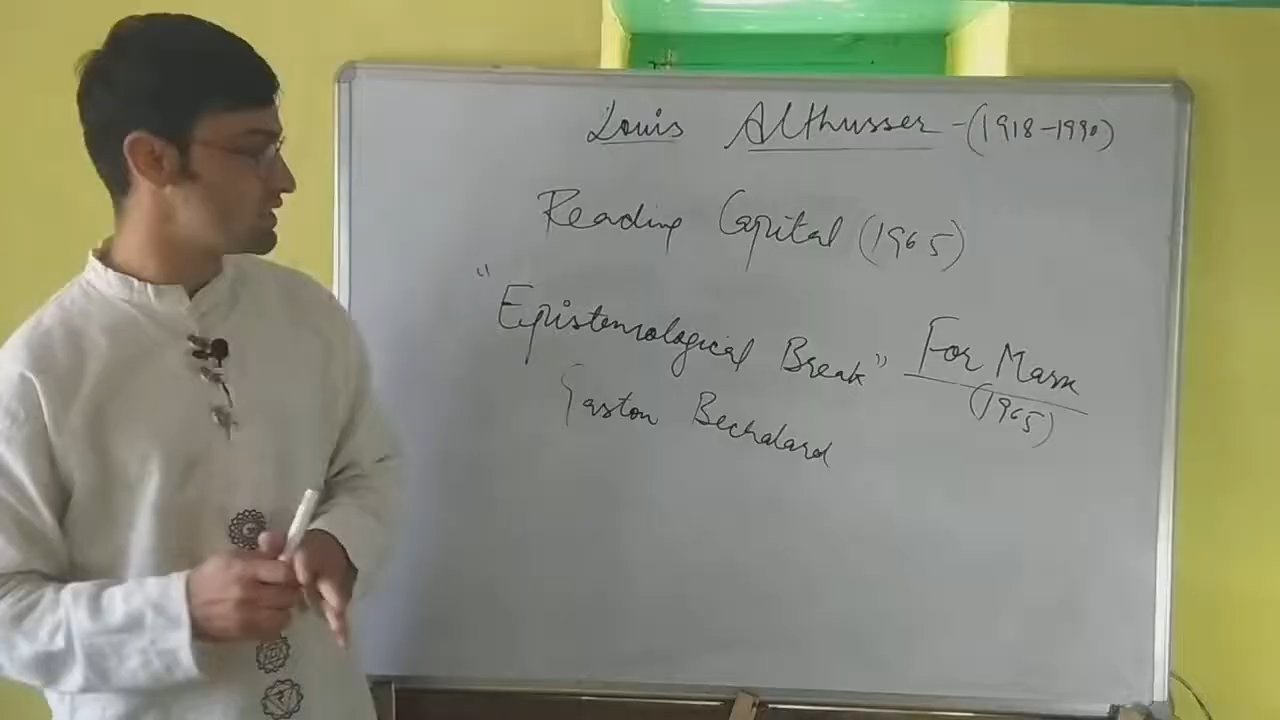 Louis Althusser - (1918-1990)
Reading Capital (1965)
"Epistemological Break"
For Marx
(1965)
Gaston Bechalard